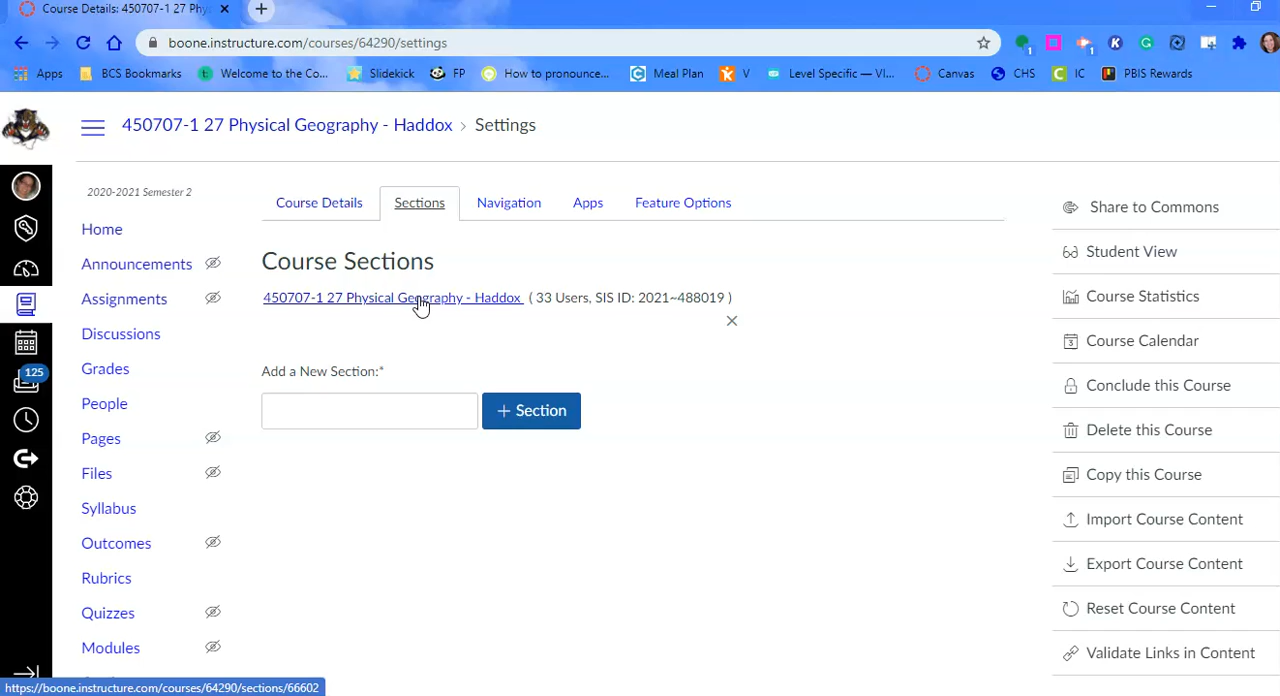 Course Details: 450707-1 27 Phy
boone.instructure.com/courses/64290/settings
Apps BCS Bookmarks Welcome to the Co... Slidekick FP How to pronounce... Meal Plan V Level Specific — VI... Canvas CHS IC PBIS Rewards
450707-1 27 Physical Geography - Haddox › Settings
2020-2021 Semester 2
Home
Announcements
Assignments
Discussions
Grades
People
Pages
Files
Syllabus
Outcomes
Rubrics
Quizzes
Modules
125
Course Details Sections Navigation Apps Feature Options
Course Sections
450707-1 27 Physical Geography - Haddox ( 33 Users, SIS ID: 2021~488019 )
Add a New Section:*
+ Section
Share to Commons
Student View
Course Statistics
Course Calendar
Conclude this Course
Delete this Course
Copy this Course
Import Course Content
Export Course Content
Reset Course Content
Validate Links in Content
https://boone.instructure.com/courses/64290/sections/66602